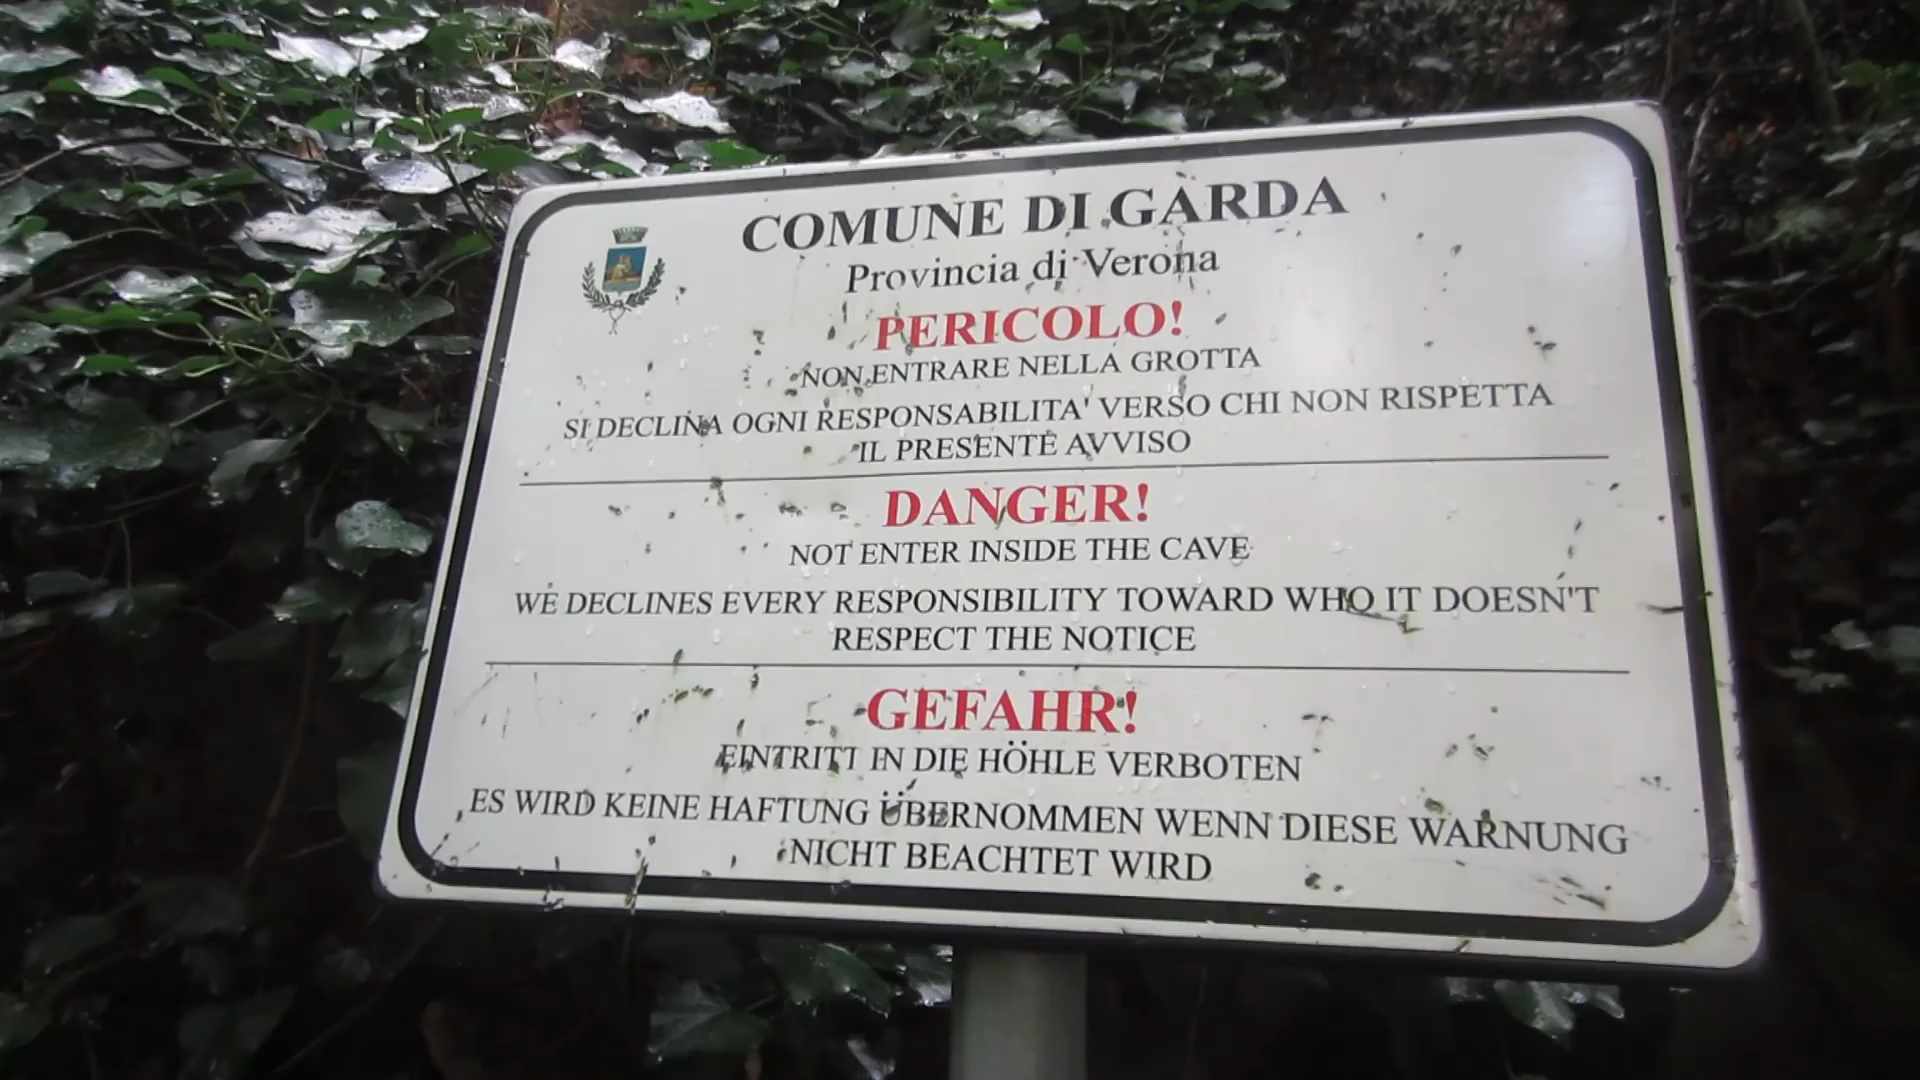 COMUNE DI GARDA
Provincia di Verona
PERICOLO!
NON ENTRARE NELLA GROTTA
SI DECLINA OGNI RESPONSABILITA' VERSO CHI NON RISPETTA
IL PRESENTE AVVISO
DANGER!
NOT ENTER INSIDE THE CAVE
WE DECLINES EVERY RESPONSIBILITY TOWARD WHO IT DOESN'T
RESPECT THE NOTICE
GEFAHR!
EINTRITT IN DIE HÖHLE VERBOTEN
ES WIRD KEINE HAFTUNG ÜBERNOMMEN WENN DIESE WARNUNG
NICHT BEACHTET WIRD